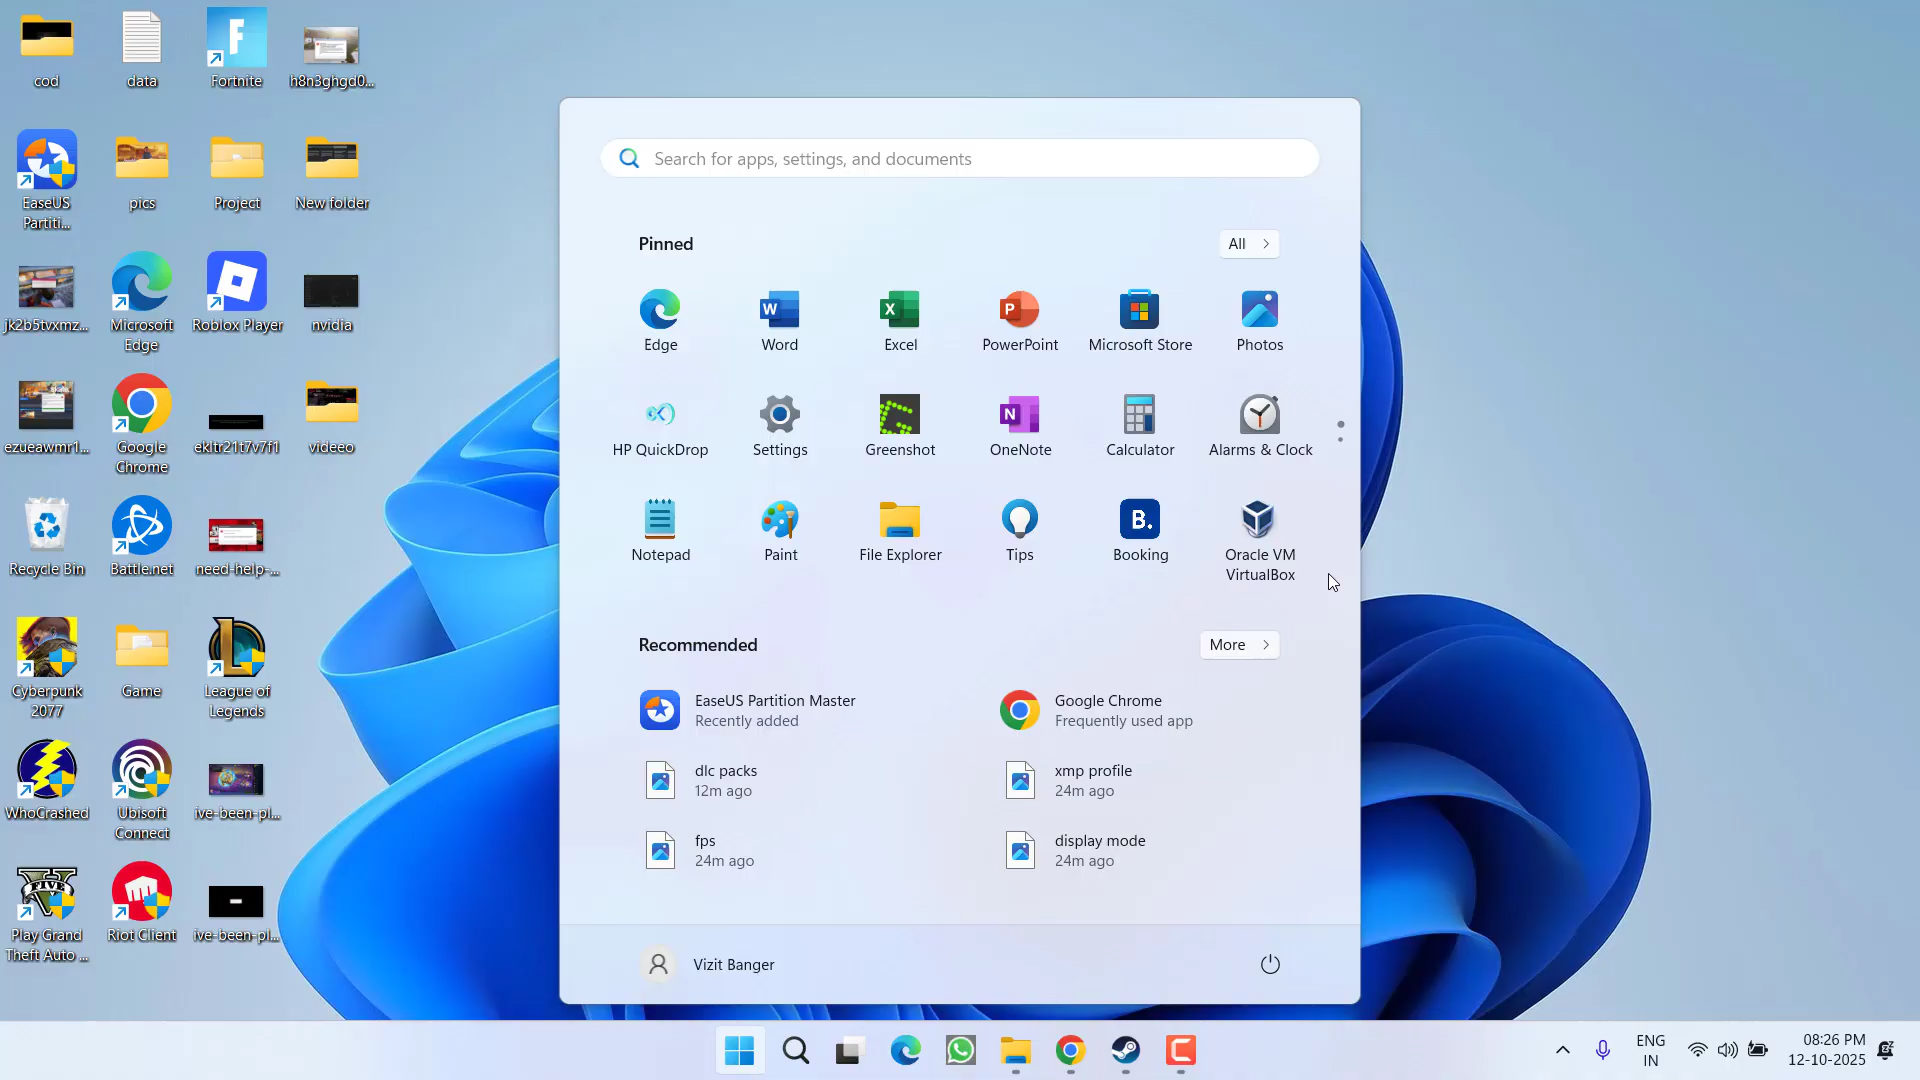 cod
data
Fortnite
h8n3ghgd0...
EaseUS
Partiti...
pics
Project
New folder
jk2b5tvxmz...
Microsoft
Edge
Roblox Player
nvidia
ezueawmr1...
Google
Chrome
ekltr21t7v7f1
videeo
Recycle Bin
Battle.net
need-help-...
Cyberpunk
2077
Game
League of
Legends
WhoCrashed
Ubisoft
Connect
ive-been-pl...
FIVE
Play Grand
Theft Auto ...
Riot Client
ive-been-pl...
Search for apps, settings, and documents
Pinned
All
Edge
Word
Excel
PowerPoint
Microsoft Store
Photos
HP QuickDrop
Settings
Greenshot
OneNote
Calculator
Alarms & Clock
Notepad
Paint
File Explorer
Tips
B.
Booking
Oracle VM
VirtualBox
Recommended
More
EaseUS Partition Master
Recently added
Google Chrome
Frequently used app
dlc packs
12m ago
xmp profile
24m ago
fps
24m ago
display mode
24m ago
Vizit Banger
ENG
IN
08:26 PM
12-10-2025